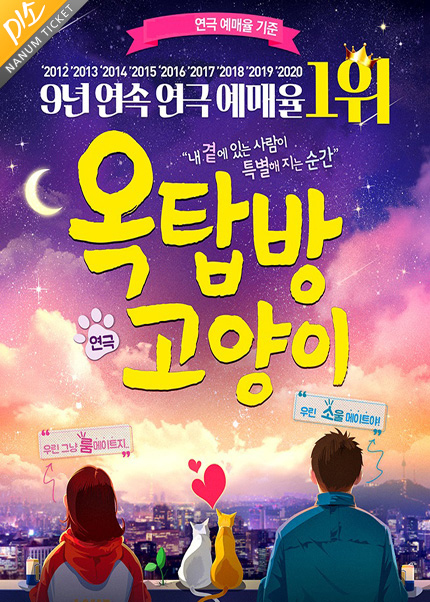 미소
NANUM TICKET
연극 예매율 기준
'2012 '2013 '2014 '2015 '2016 '2017 '2018 '2019 '2020
9년 연속 연극 예매율 1위
“내 곁에 있는 사람이
특별해 지는 순간”
옥탑방
고양이
연극
“우린 소울 메이트야!”
“우린 그냥 룸메이트지..”